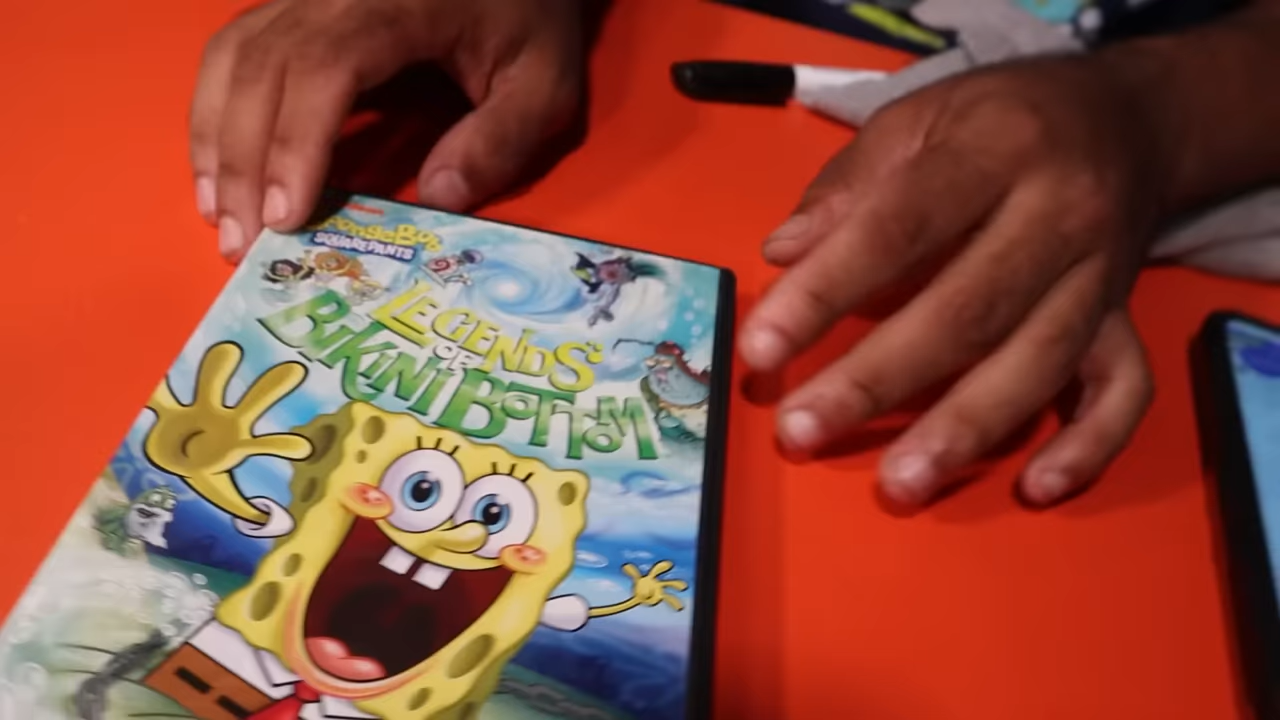 SpongeBob
SQUAREPANTS
LEGENDS
OF
BIKINI BOTTOM